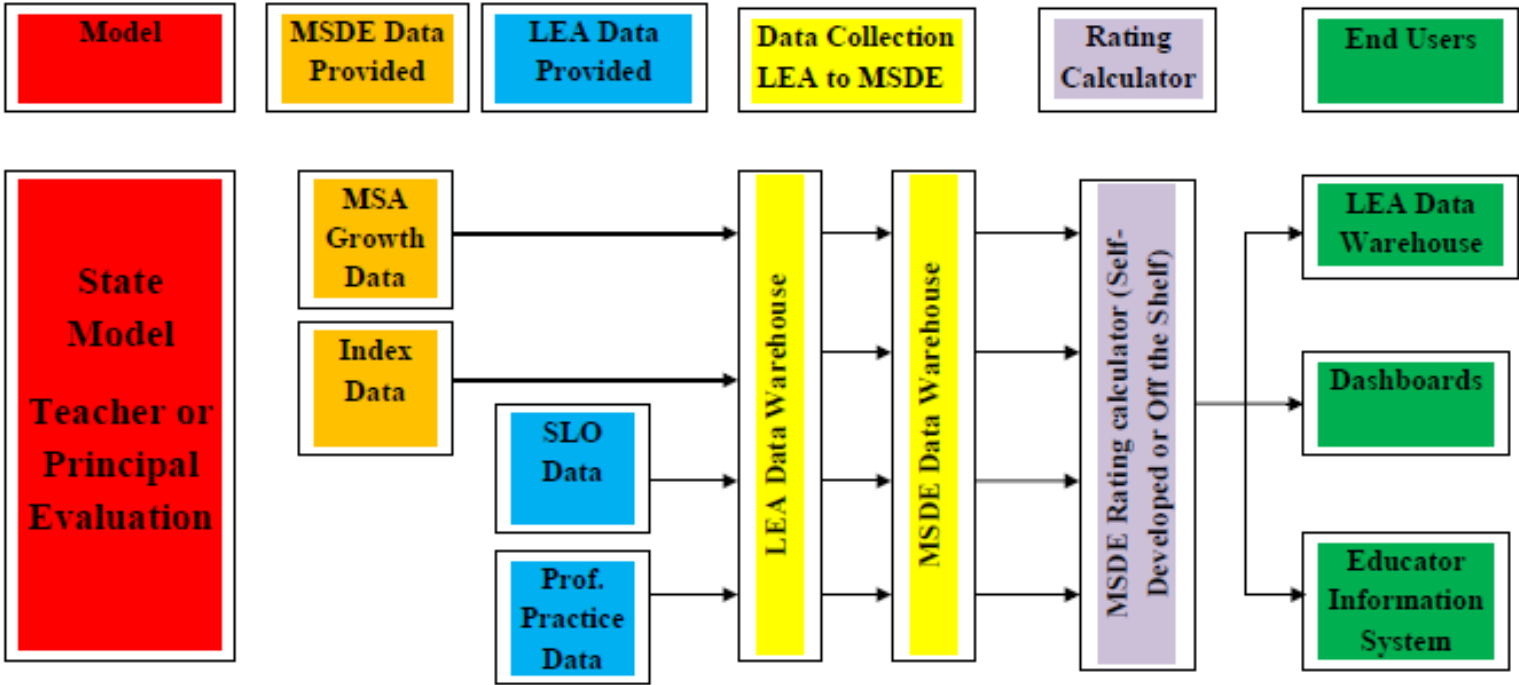 Model
MSDE Data
Provided
LEA Data
Provided
Data Collection
LEA to MSDE
Rating
Calculator
End Users
State
Model
Teacher or
Principal
Evaluation
MSA
Growth
Data
Index
Data
SLO
Data
Prof.
Practice
Data
LEA Data Warehouse
MSDE Data Warehouse
MSDE Rating calculator (Self-
Developed or Off the Shelf)
LEA Data
Warehouse
Dashboards
Educator
Information
System